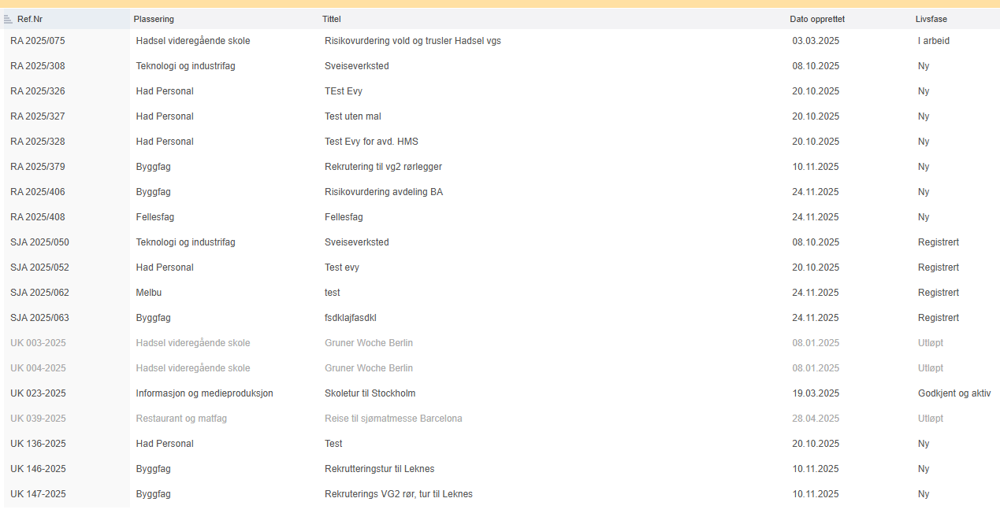 Ref.Nr Plassering Tittel Dato opprettet Livsfase
RA 2025/075 Hadsel videregående skole Risikovurdering vold og trusler Hadsel vgs 03.03.2025 I arbeid
RA 2025/308 Teknologi og industrifag Sveiseverksted 08.10.2025 Ny
RA 2025/326 Had Personal TEst Evy 20.10.2025 Ny
RA 2025/327 Had Personal Test uten mal 20.10.2025 Ny
RA 2025/328 Had Personal Test Evy for avd. HMS 20.10.2025 Ny
RA 2025/379 Byggfag Rekrutering til vg2 rørlegger 10.11.2025 Ny
RA 2025/406 Byggfag Risikovurdering avdeling BA 24.11.2025 Ny
RA 2025/408 Fellesfag Fellesfag 24.11.2025 Ny
SJA 2025/050 Teknologi og industrifag Sveiseverksted 08.10.2025 Registrert
SJA 2025/052 Had Personal Test evy 20.10.2025 Registrert
SJA 2025/062 Melbu test 24.11.2025 Registrert
SJA 2025/063 Byggfag fsdklajfasdkl 24.11.2025 Registrert
UK 003-2025 Hadsel videregående skole Gruner Woche Berlin 08.01.2025 Utløpt
UK 004-2025 Hadsel videregående skole Gruner Woche Berlin 08.01.2025 Utløpt
UK 023-2025 Informasjon og medieproduksjon Skoletur til Stockholm 19.03.2025 Godkjent og aktiv
UK 039-2025 Restaurant og matfag Reise til sjømatmesse Barcelona 28.04.2025 Utløpt
UK 136-2025 Had Personal Test 20.10.2025 Ny
UK 146-2025 Byggfag Rekrutteringstur til Leknes 10.11.2025 Ny
UK 147-2025 Byggfag Rekruterings VG2 rør, tur til Leknes 10.11.2025 Ny